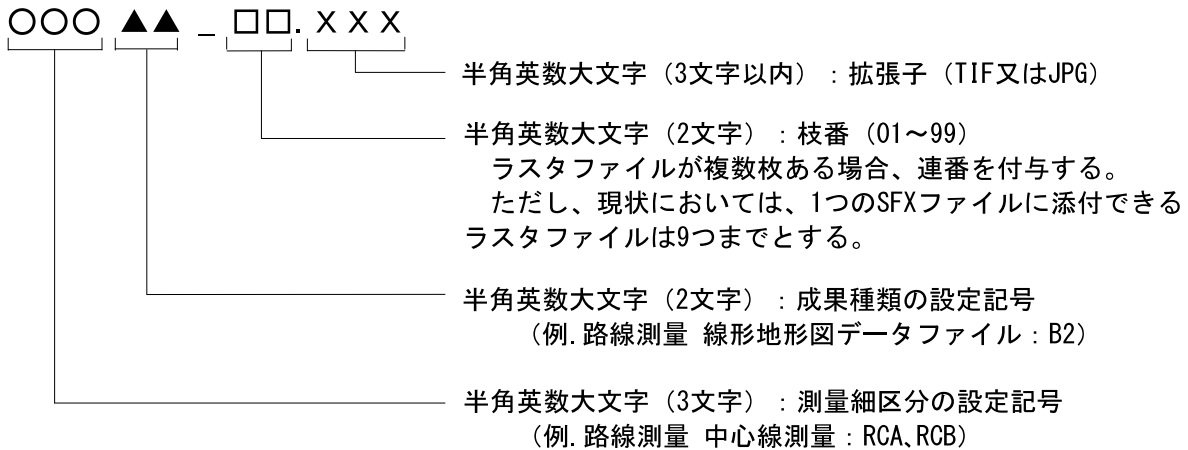 ○○○▲▲_□□.XXX
半角英数大文字（3文字以内）：拡張子（TIF又はJPG）
半角英数大文字（2文字）：枝番（01～99）
ラスタファイルが複数枚ある場合、連番を付与する。
ただし、現状においては、1つのSFXファイルに添付できる
ラスタファイルは9つまでとする。
半角英数大文字（2文字）：成果種類の設定記号
（例.路線測量 線形地形図データファイル：B2）
半角英数大文字（3文字）：測量細区分の設定記号
（例.路線測量 中心線測量：RCA、RCB）